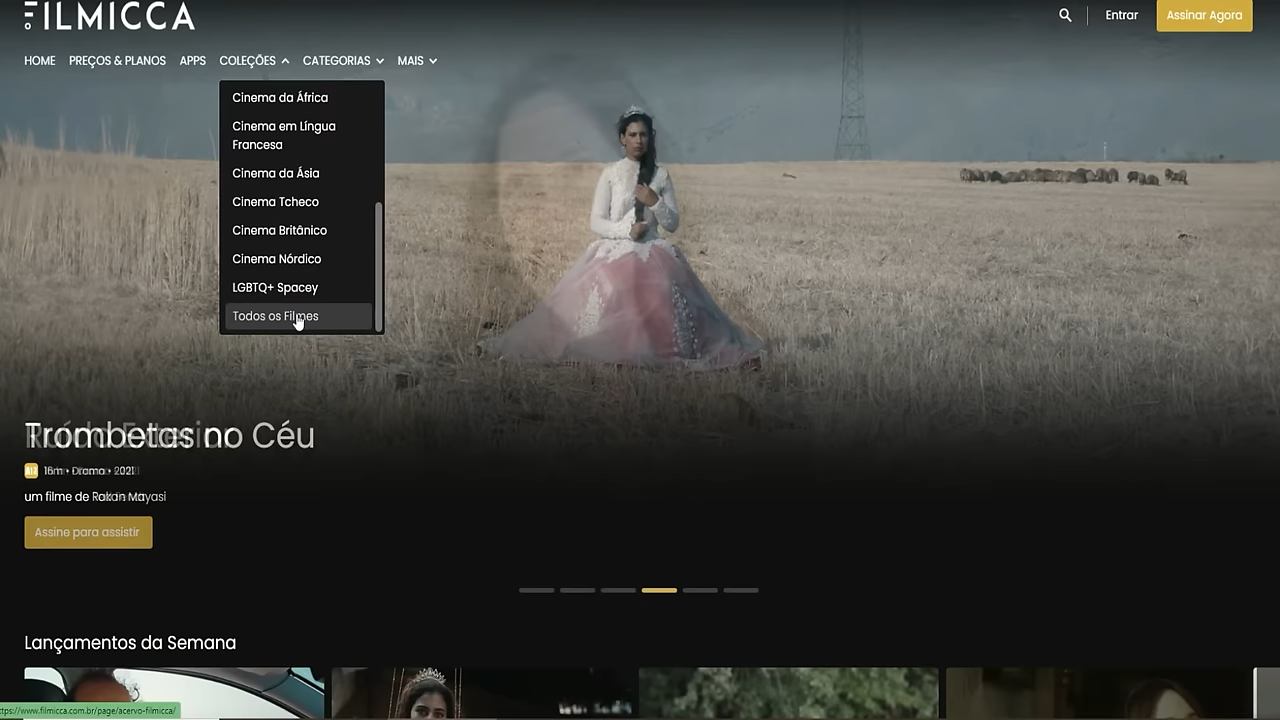 FILMICCA
Entrar
Assinar Agora
HOME
PREÇOS & PLANOS
APPS
COLEÇÕES
CATEGORIAS
MAIS
Cinema da África
Cinema em Língua
Francesa
Cinema da Ásia
Cinema Tcheco
Cinema Britânico
Cinema Nórdico
LGBTQ+ Spacey
Todos os Filmes
Trombetas no Céu
16m • Drama • 2021
um filme de Rakan Mayasi
Assine para assistir
Lançamentos da Semana
ttps://www.filmicca.com.br/page/acervo-filmicca/